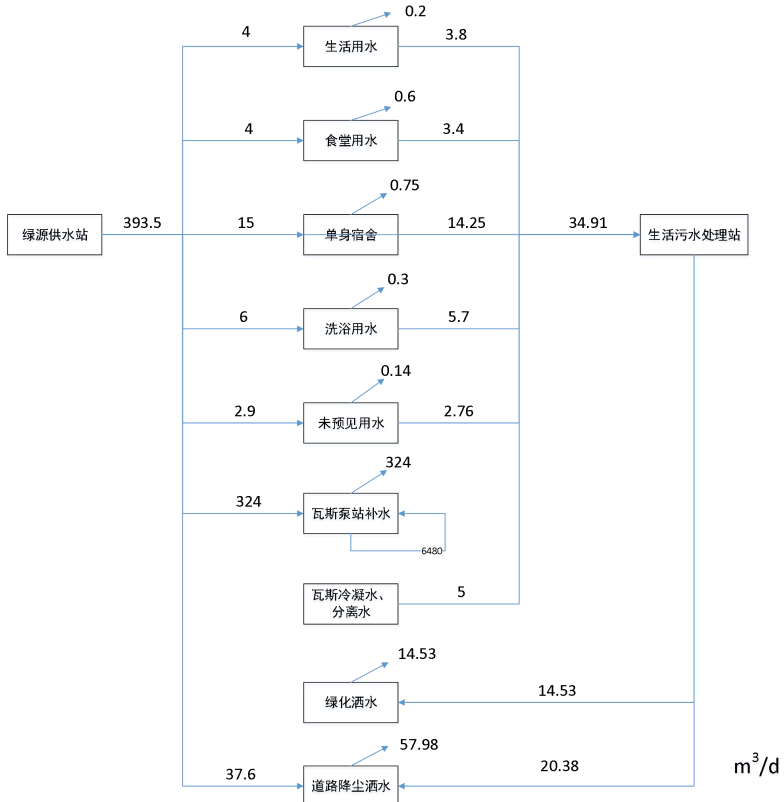 0.2
4
生活用水
3.8
0.6
4
食堂用水
3.4
0.75
绿源供水站
393.5
15
单身宿舍
14.25
34.91
生活污水处理站
0.3
6
洗浴用水
5.7
0.14
2.9
未预见用水
2.76
324
324
瓦斯泵站补水
6480
瓦斯冷凝水、
分离水
5
14.53
绿化洒水
14.53
57.98
37.6
道路降尘洒水
20.38
m³/d